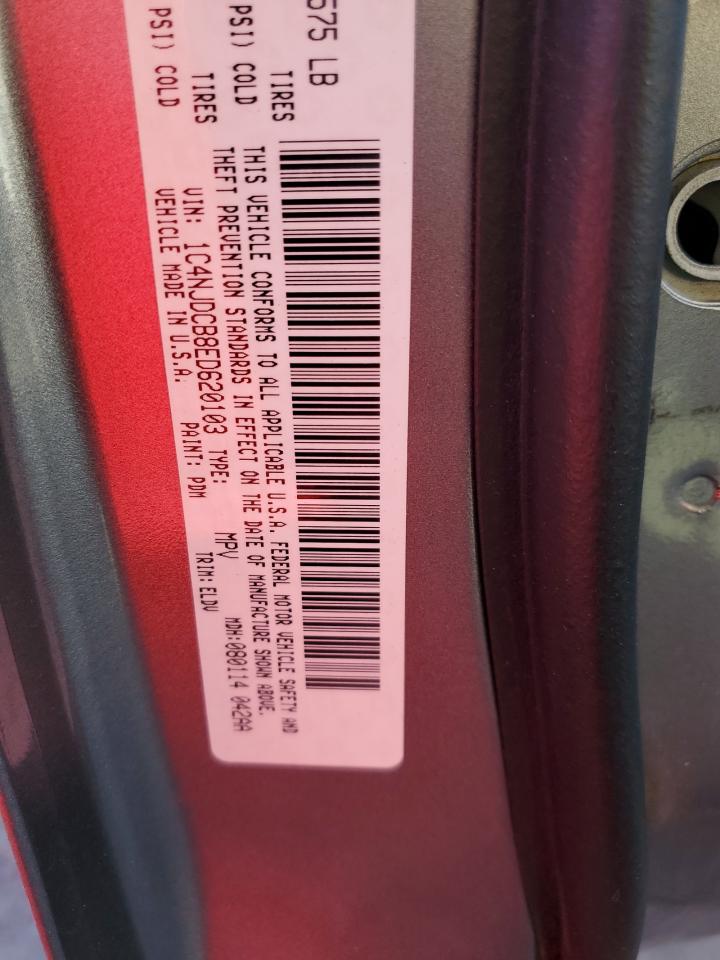 675 LB
TIRES
PSI) COLD
TIRES
PSI) COLD
THIS VEHICLE CONFORMS TO ALL APPLICABLE U.S.A. FEDERAL MOTOR VEHICLE SAFETY AND
THEFT PREVENTION STANDARDS IN EFFECT ON THE DATE OF MANUFACTURE SHOWN ABOVE.
VIN: 1C4NJDCB8ED620103 TYPE: MPV MDH:080114 042AA
VEHICLE MADE IN U.S.A. PAINT: PDM TRIM:ELDV